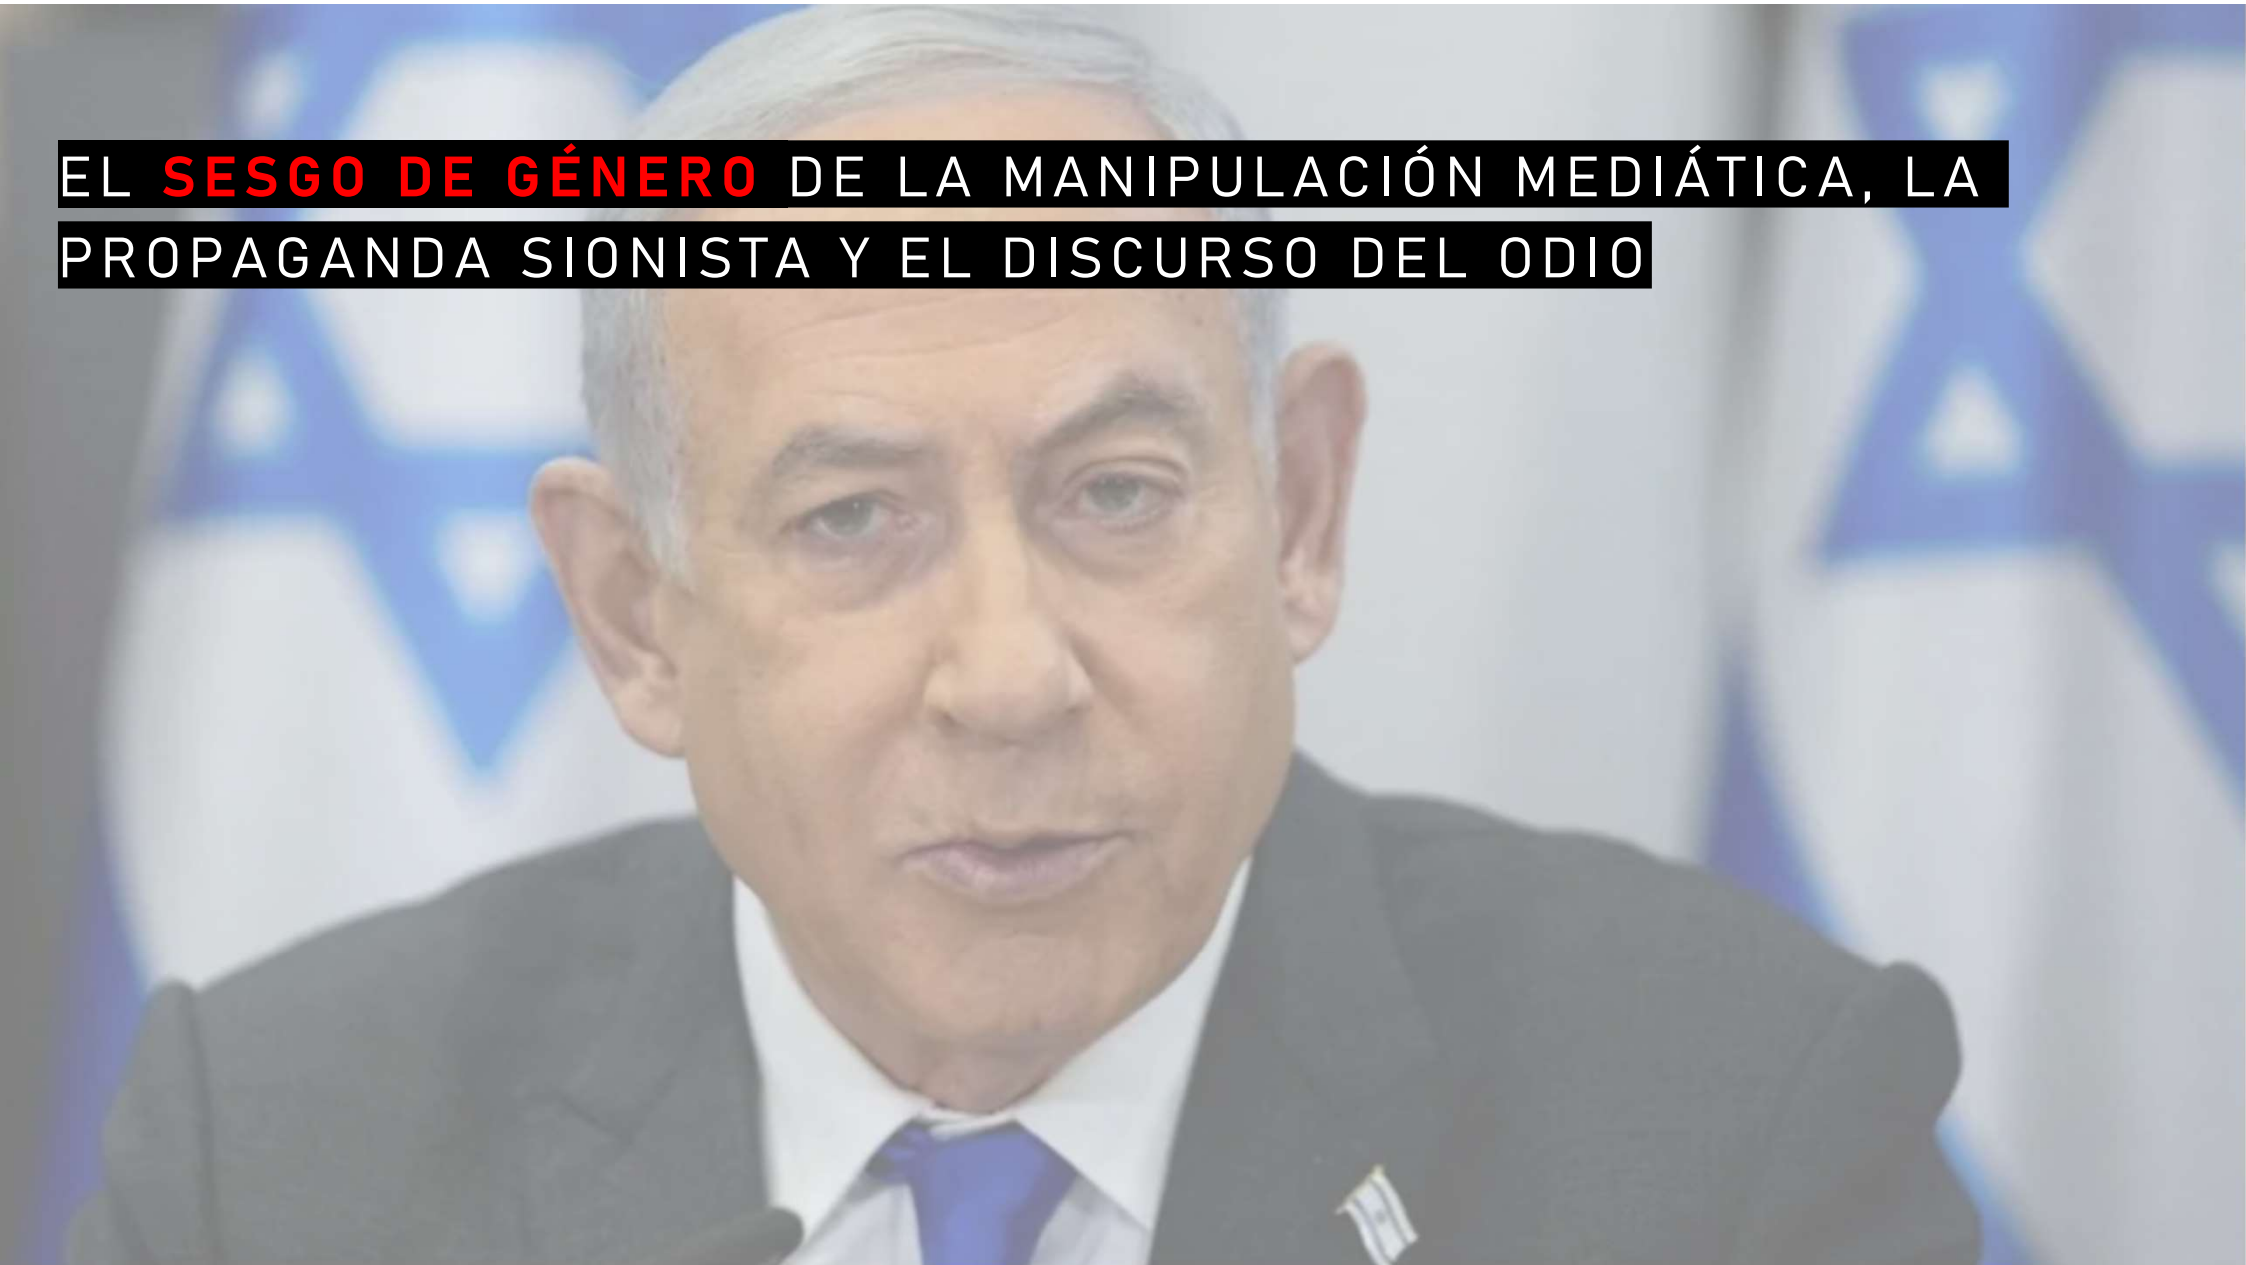 EL SESGO DE GÉNERO DE LA MANIPULACIÓN MEDIÁTICA, LA
PROPAGANDA SIONISTA Y EL DISCURSO DEL ODIO